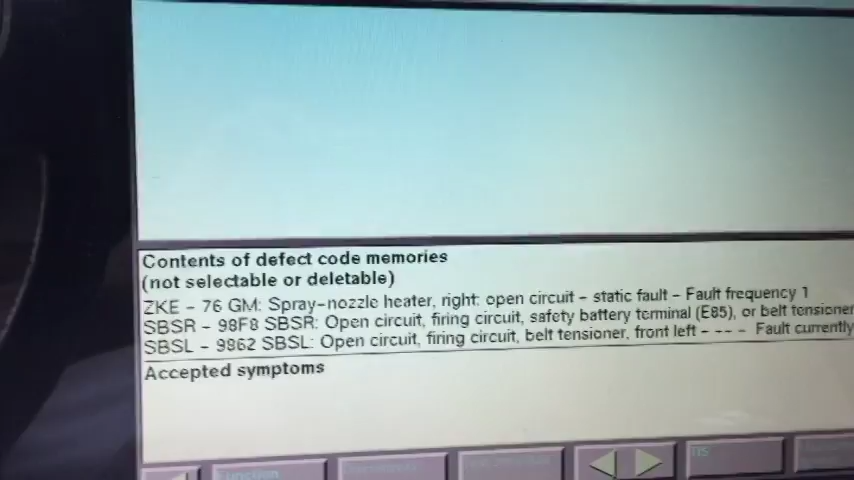 Contents of defect code memories
(not selectable or deletable)
ZKE - 76 GM: Spray-nozzle heater, right: open circuit - static fault - Fault frequency 1
SBSR - 98F8 SBSR: Open circuit, firing circuit, safety battery terminal (E85), or belt tensioner
SBSL - 9862 SBSL: Open circuit, firing circuit, belt tensioner, front left - - - - Fault currently
Accepted symptoms
Function
TIS